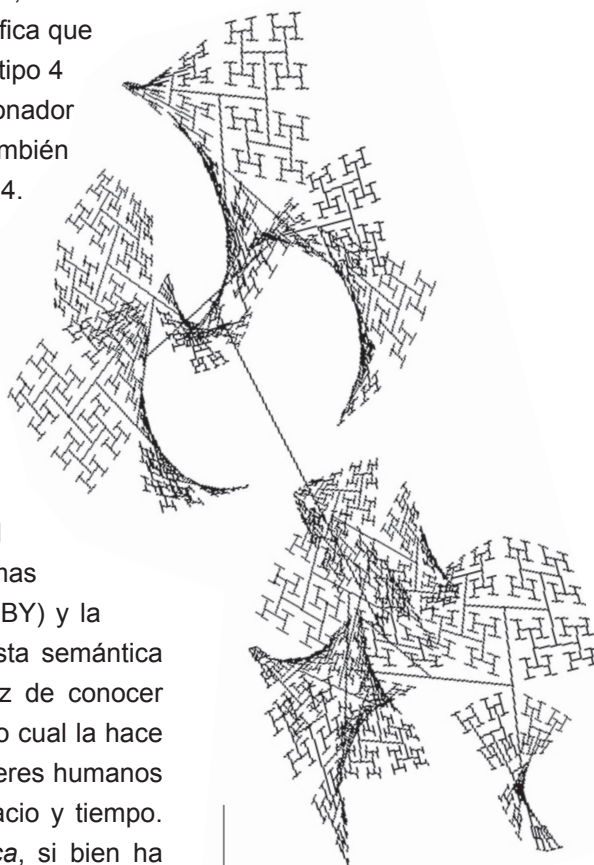 fica que
tipo 4
onador
mbién
4.
mas
BY) y la
sta semántica
z de conocer
o cual la hace
eres humanos
acio y tiempo.
ca, si bien ha